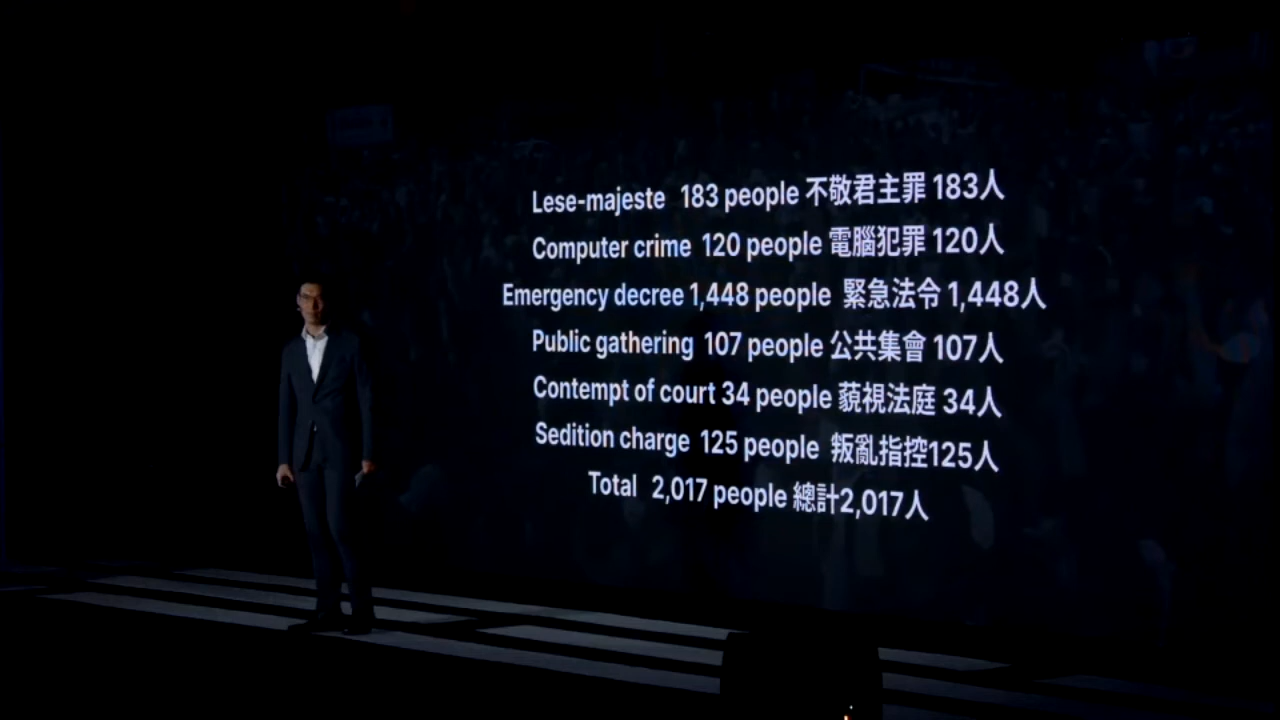 Lese-majeste 183 people 不敬君主罪 183人
Computer crime 120 people 電腦犯罪 120人
Emergency decree 1,448 people 緊急法令 1,448人
Public gathering 107 people 公共集會 107人
Contempt of court 34 people 藐視法庭 34人
Sedition charge 125 people 叛亂指控125人
Total 2,017 people 總計2,017人